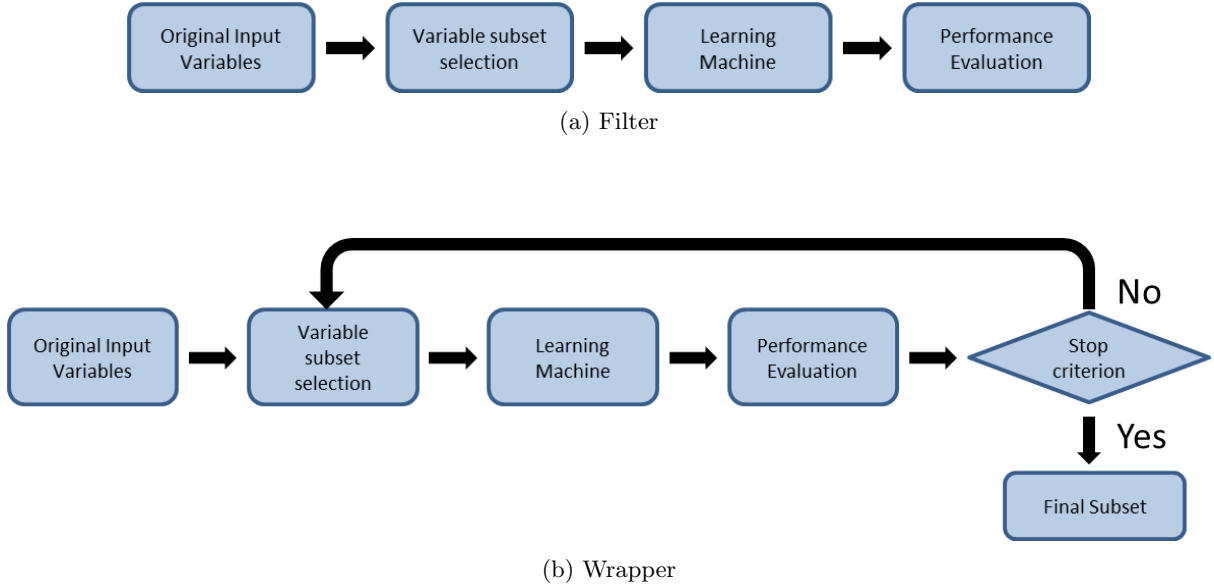 Original Input
Variables
Variable subset
selection
Learning
Machine
Performance
Evaluation
(a) Filter
No
Original Input
Variables
Variable
subset
selection
Learning
Machine
Performance
Evaluation
Stop
criterion
Yes
Final Subset
(b) Wrapper